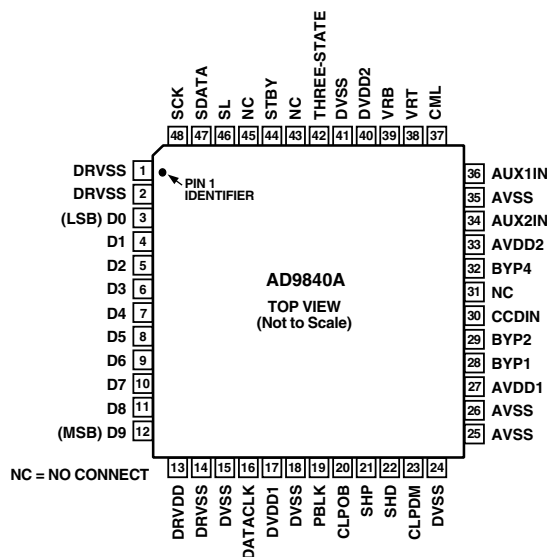 SCK
SDATA
SL
NC
STBY
NC
THREE-STATE
DVSS
DVDD2
VRB
VRT
CML
48 47 46 45 44 43 42 41 40 39 38 37
DRVSS 1
DRVSS 2
(LSB) D0 3
D1 4
D2 5
D3 6
D4 7
D5 8
D6 9
D7 10
D8 11
(MSB) D9 12
PIN 1
IDENTIFIER
AD9840A
TOP VIEW
(Not to Scale)
36 AUX1IN
35 AVSS
34 AUX2IN
33 AVDD2
32 BYP4
31 NC
30 CCDIN
29 BYP2
28 BYP1
27 AVDD1
26 AVSS
25 AVSS
NC = NO CONNECT
13 14 15 16 17 18 19 20 21 22 23 24
DRVDD
DRVSS
DVSS
DATACLK
DVDD1
DVSS
PBLK
CLPOB
SHP
SHD
CLPDM
DVSS